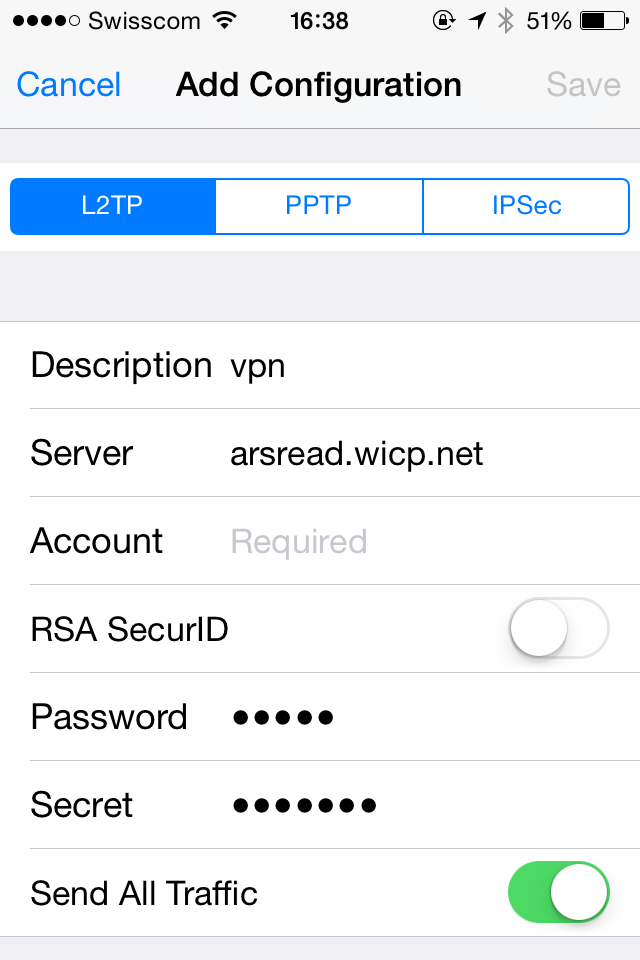 Swisscom 16:38 51%
Cancel Add Configuration Save
L2TP PPTP IPSec
Description vpn
Server arsread.wicp.net
Account Required
RSA SecurID
Password •••••
Secret •••••••
Send All Traffic